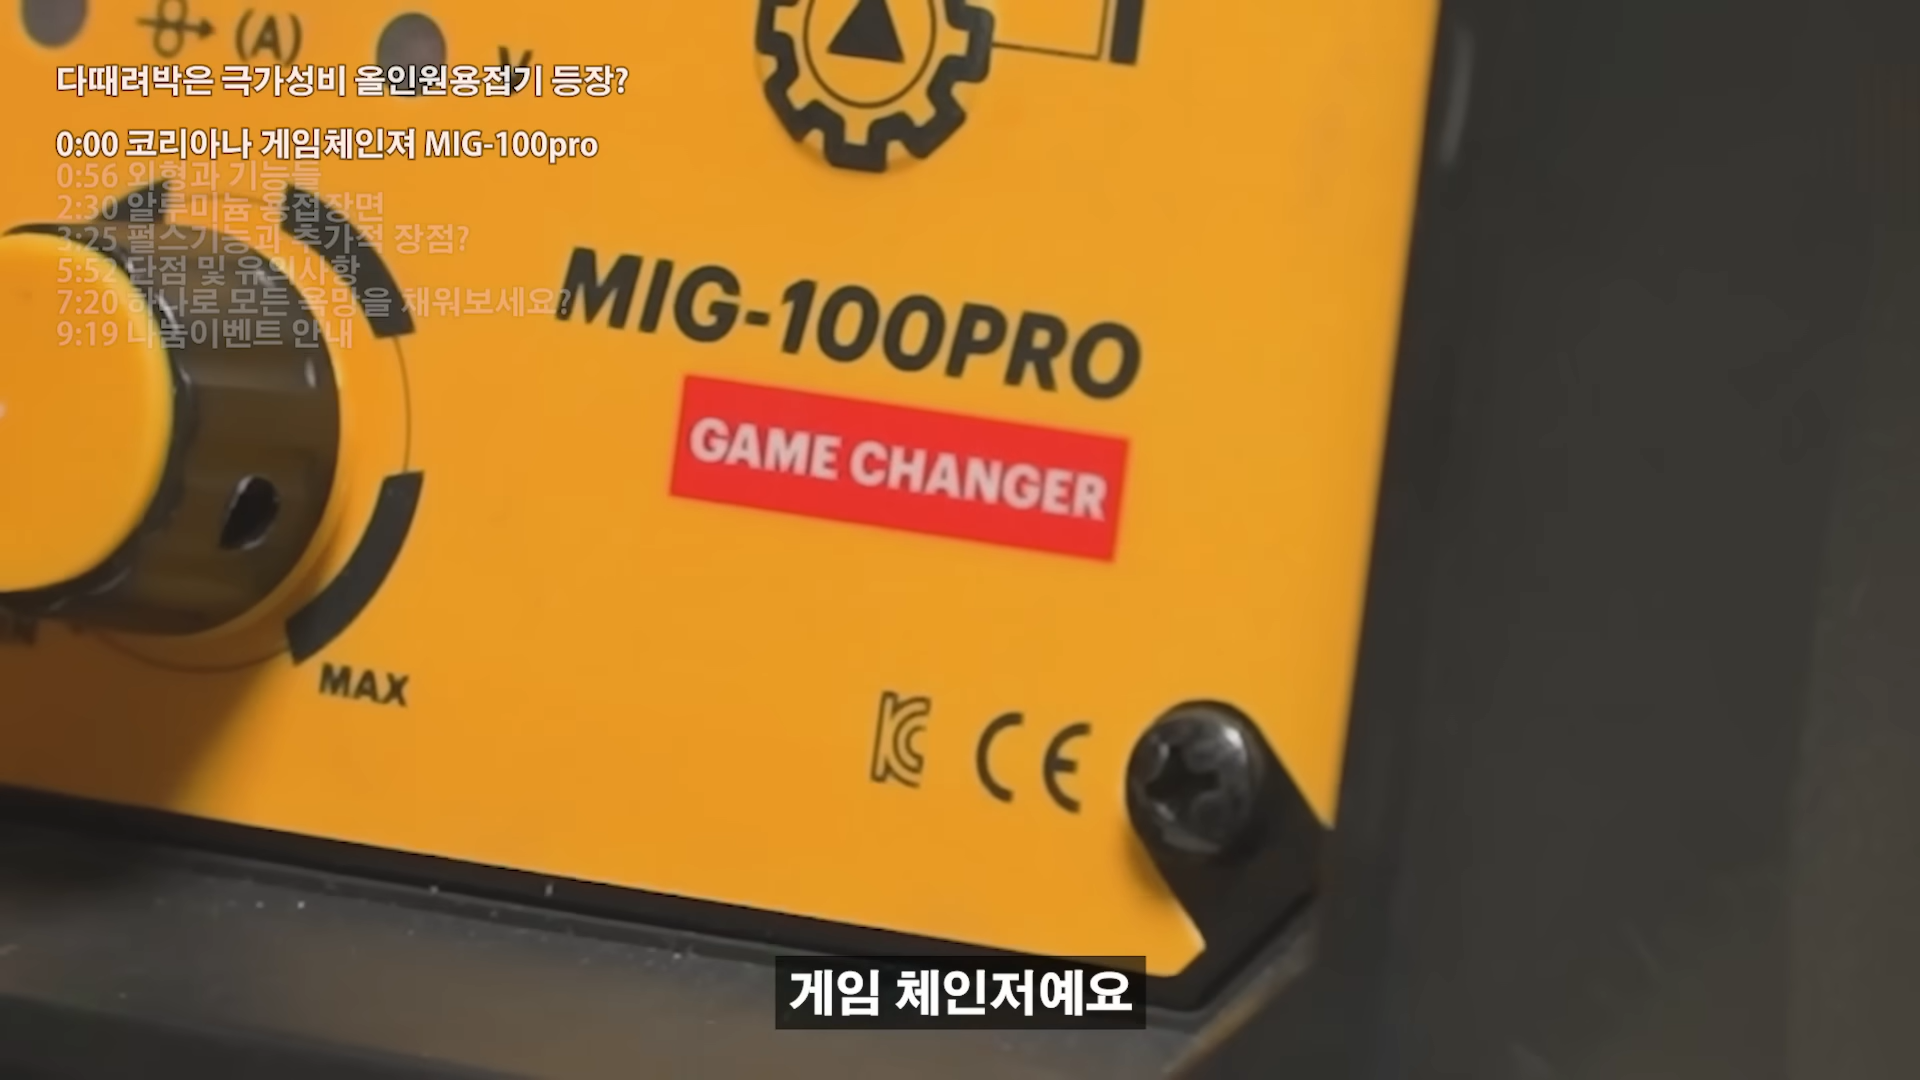 (A)
V
다때려박은 극가성비 올인원용접기 등장?
0:00 코리아나 게임체인져 MIG-100pro
0:56 외형과 기능들
2:30 알루미늄 용접장면
3:25 펄스기능과 추가적 장점?
5:52 단점 및 유의사항
7:20 하나로 모든 욕망을 채워보세요?
9:19 나눔이벤트 안내
MIG-100PRO
GAME CHANGER
MAX
KC CE
게임 체인저예요